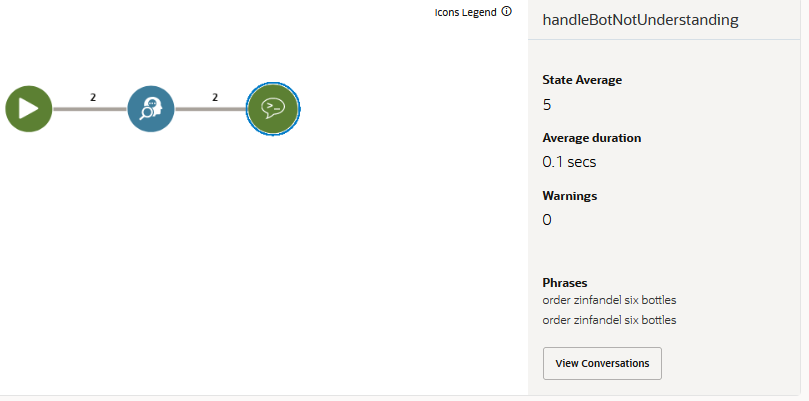 Icons Legend
handleBotNotUnderstanding
2
2
State Average
5
Average duration
0.1 secs
Warnings
0
Phrases
order zinfandel six bottles
order zinfandel six bottles
View Conversations